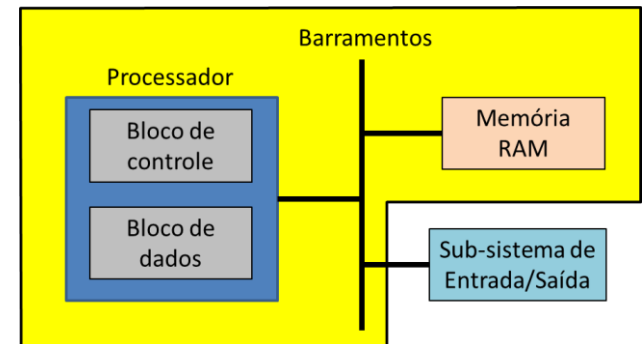 Barramentos
Processador
Bloco de
controle
Bloco de
dados
Memória
RAM
Sub-sistema de
Entrada/Saída